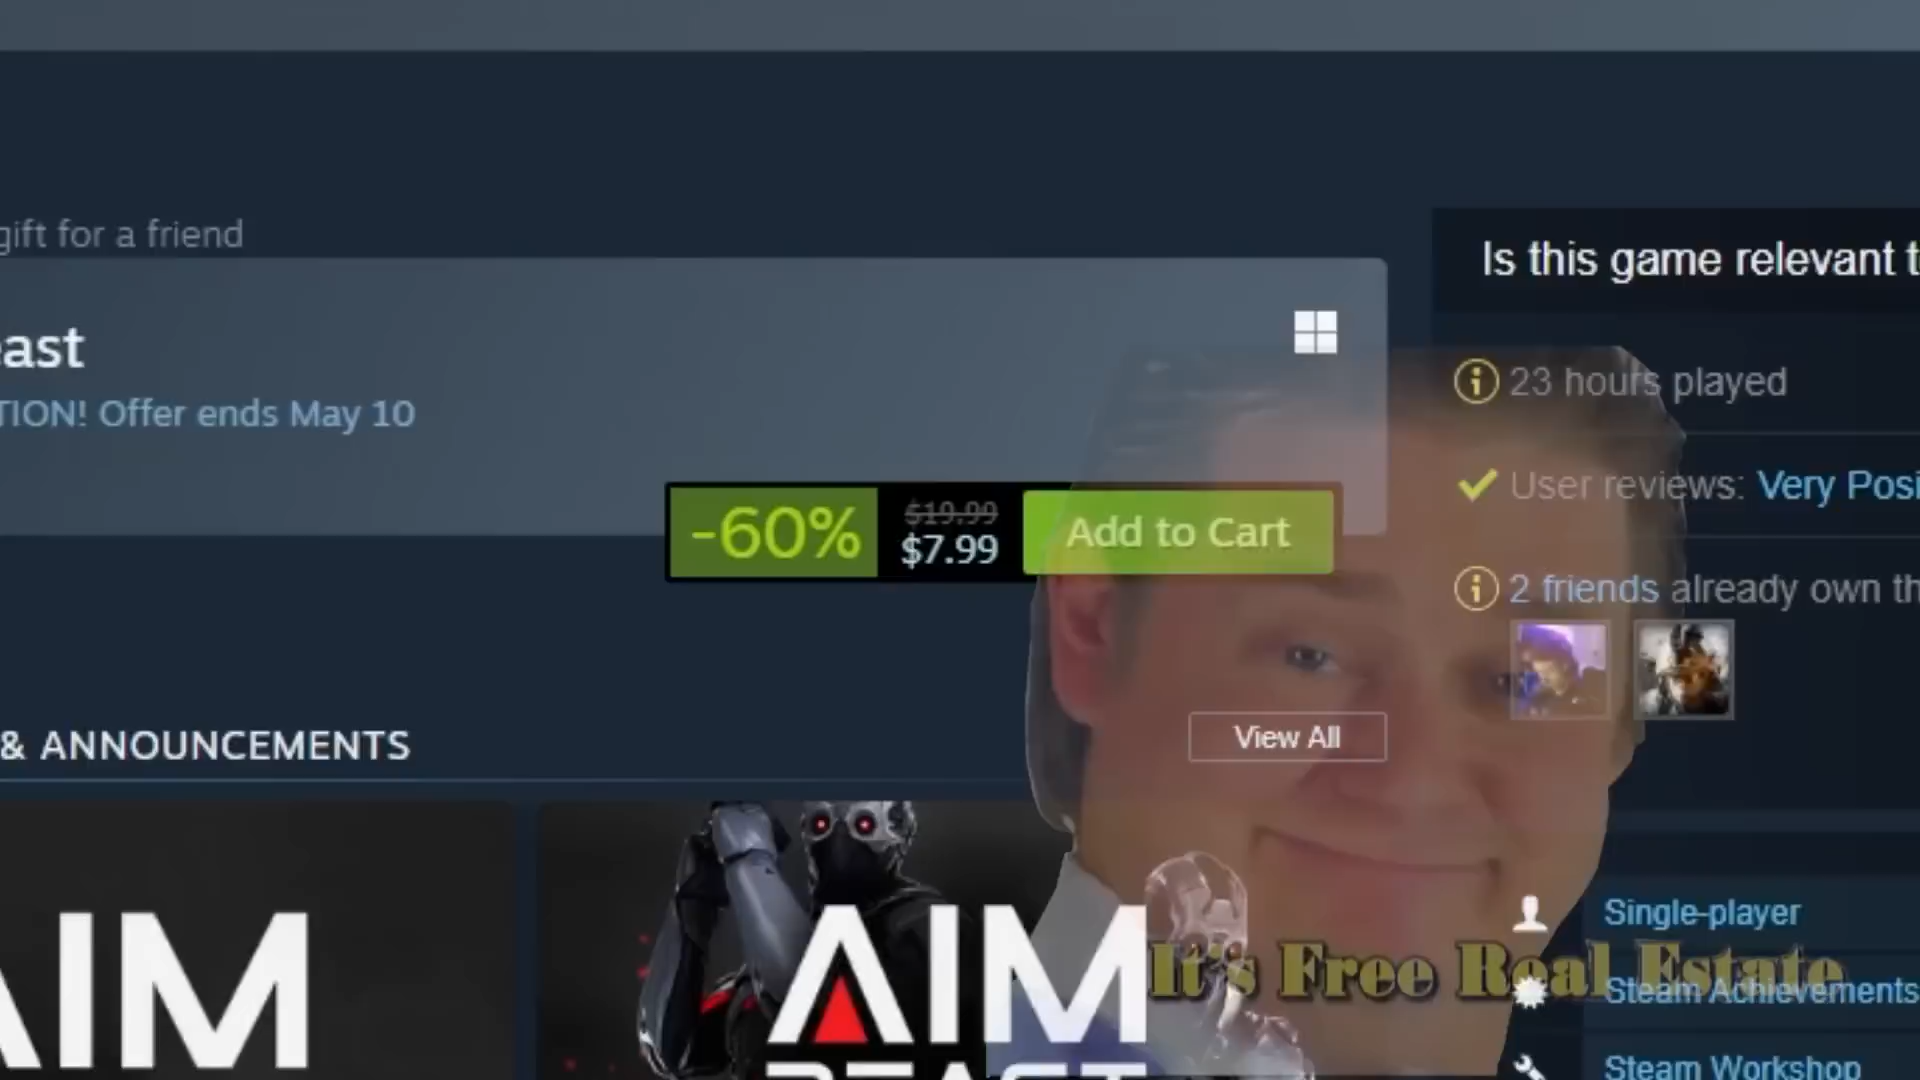 gift for a friend
Is this game relevant t
east
TION! Offer ends May 10
23 hours played
User reviews: Very Posi
-60%
$19.99
$7.99
Add to Cart
2 friends already own th
View All
& ANNOUNCEMENTS
AIM
AIM
BEAST
Single-player
It's Free Real Estate
Steam Achievements
Steam Workshop